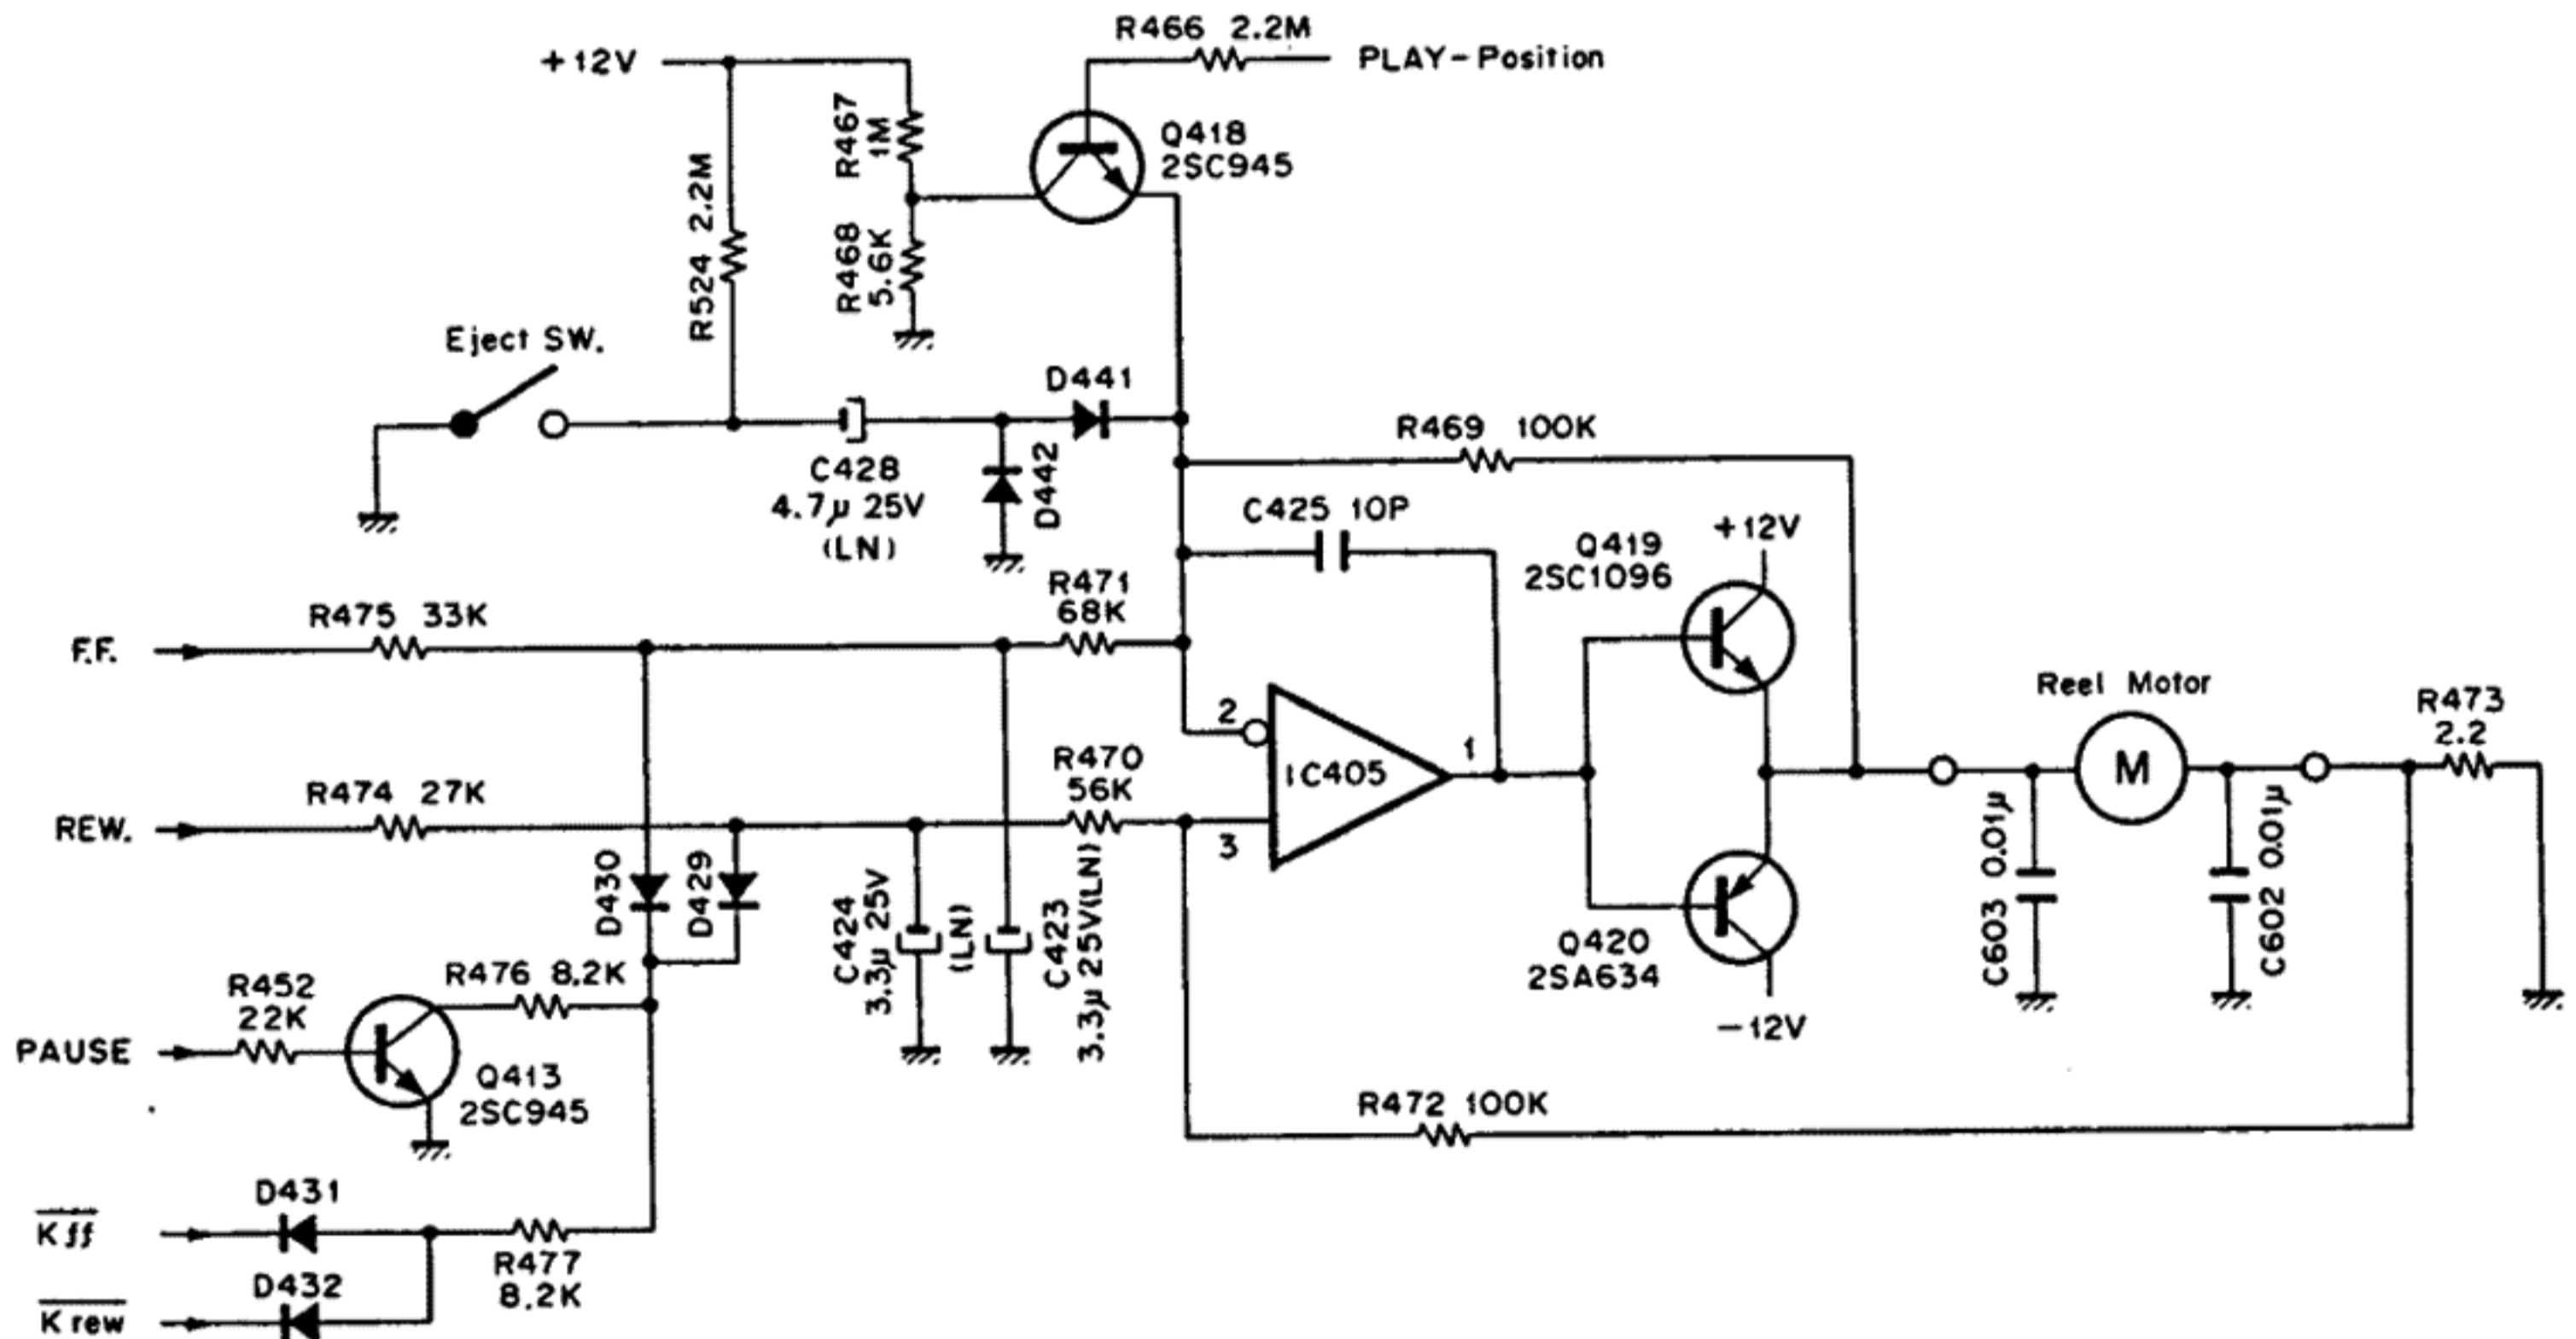 R466 2.2M
+12V
PLAY-Position
R467
1M
Q418
2SC945
R524 2.2M
R468
5.6K
Eject SW.
D441
R469 100K
C428
4.7μ 25V
(LN)
D442
C425 10P
+12V
Q419
2SC1096
R471
68K
R475 33K
F.F.
Reel Motor
R473
2.2
2
1
IC405
M
R470
56K
R474 27K
REW.
3
D430
D429
C424
3.3μ 25V
(LN)
C423
3.3μ 25V(LN)
C603 0.01μ
C602 0.01μ
Q420
2SA634
-12V
R476 8.2K
R452
22K
PAUSE
Q413
2SC945
R472 100K
D431
K ff
R477
8.2K
D432
K rew